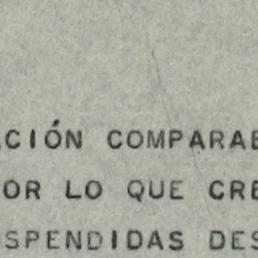 ACIÓN COMPARAB
OR LO QUE CRE
SPENDIDAS DES